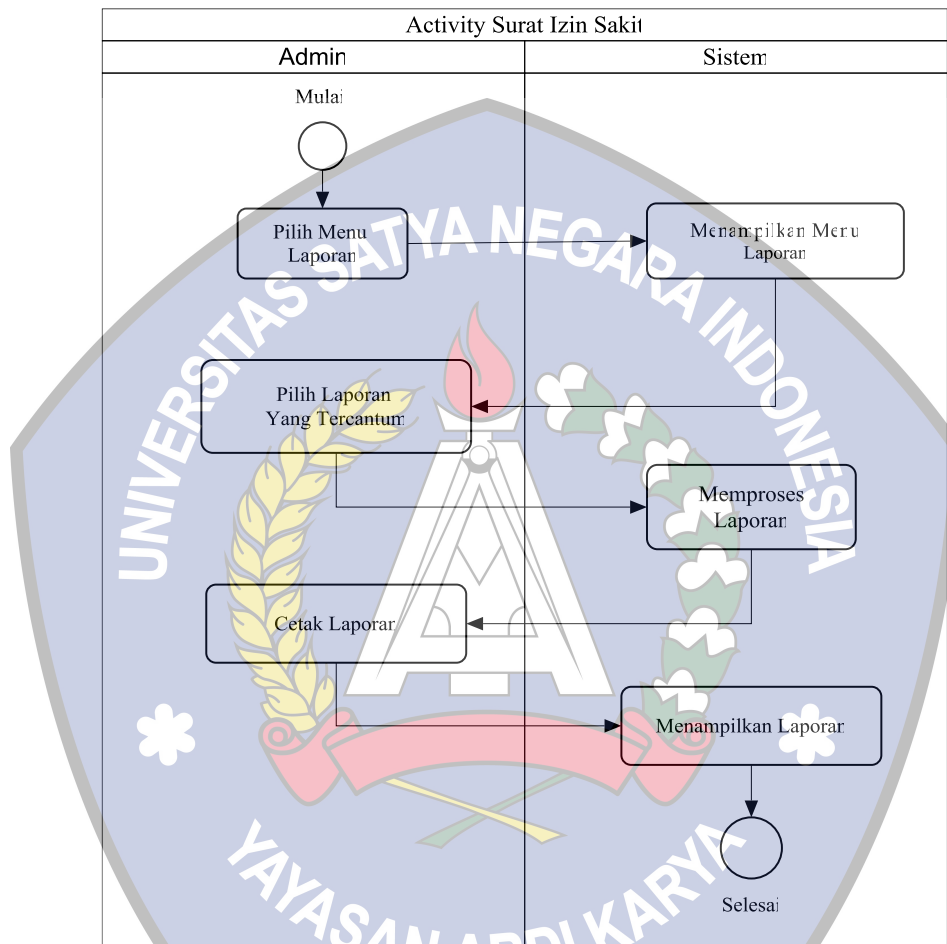 Activity Surat Izin Sakit
Admin
Sistem
Mulai
Pilih Menu
Laporan
Menampilkan Menu
Laporan
Pilih Laporan
Yang Tercantum
Memproses
Laporan
Cetak Laporan
Menampilkan Laporan
Selesai
UNIVERSITAS SATYA NEGARA INDONESIA
YAYASAN ABDI KARYA